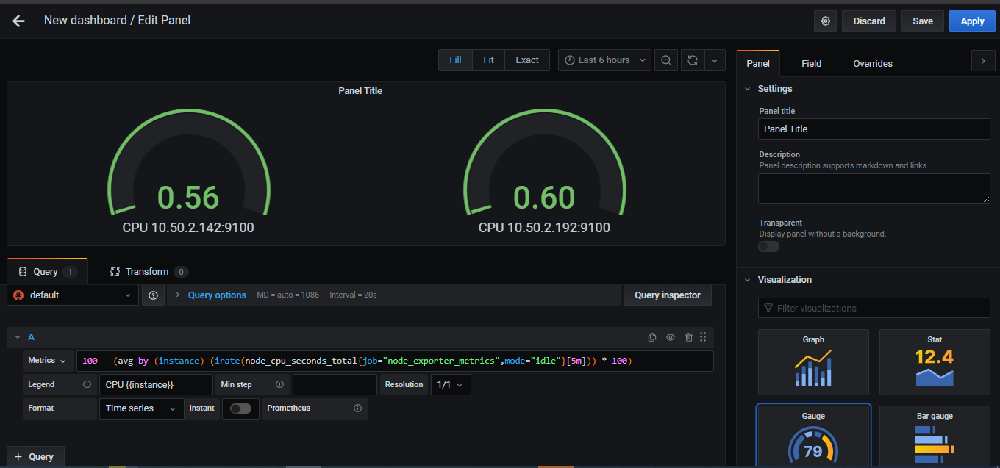 New dashboard / Edit Panel
Discard
Save
Apply
Fill
Fit
Exact
Last 6 hours
Panel Title
0.56
CPU 10.50.2.142:9100
0.60
CPU 10.50.2.192:9100
Query 1
Transform 0
default
Query options
MD = auto = 1086
Interval = 20s
Query inspector
A
Metrics
100 - (avg by (instance) (irate(node_cpu_seconds_total{job="node_exporter_metrics",mode="idle"}[5m])) * 100)
Legend
CPU {{instance}}
Min step
Resolution
1/1
Format
Time series
Instant
Prometheus
+ Query
Panel
Field
Overrides
Settings
Panel title
Panel Title
Description
Panel description supports markdown and links.
Transparent
Display panel without a background.
Visualization
Filter visualizations
Graph
Stat
12.4
Gauge
79
Bar gauge